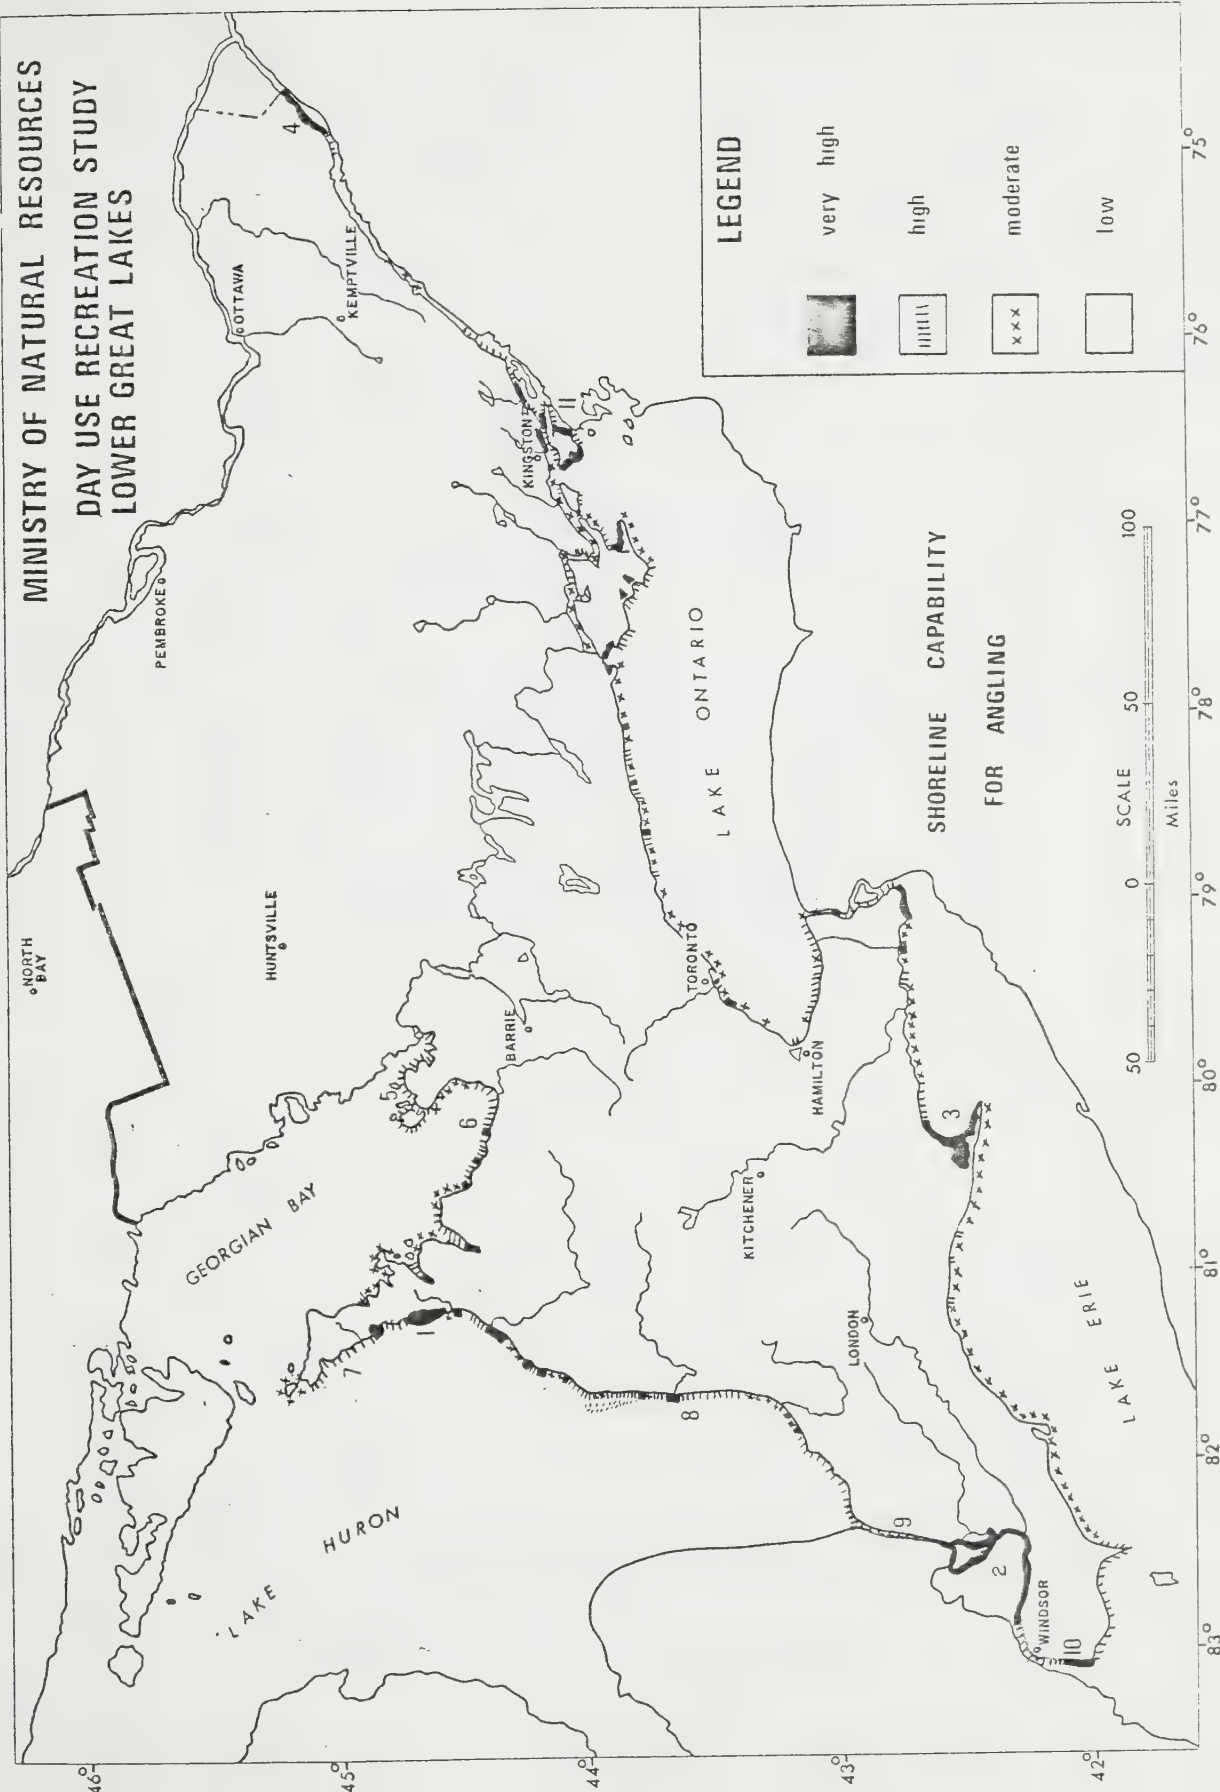 MINISTRY OF NATURAL RESOURCES
DAY USE RECREATION STUDY
LOWER GREAT LAKES
NORTH
BAY
PEMBROKE
OTTAWA
KEMPTVILLE
4
HUNTSVILLE
GEORGIAN BAY
BARRIE
KINGSTON
11
5
6
7
1
LAKE HURON
TORONTO
LAKE ONTARIO
HAMILTON
KITCHENER
8
LONDON
9
3
2
WINDSOR
10
LAKE ERIE
SHORELINE CAPABILITY
FOR ANGLING
SCALE
50 0 50 100
Miles
LEGEND
very high
high
moderate
low
46°
45°
44°
43°
42°
83° 82° 81° 80° 79° 78° 77° 76° 75°